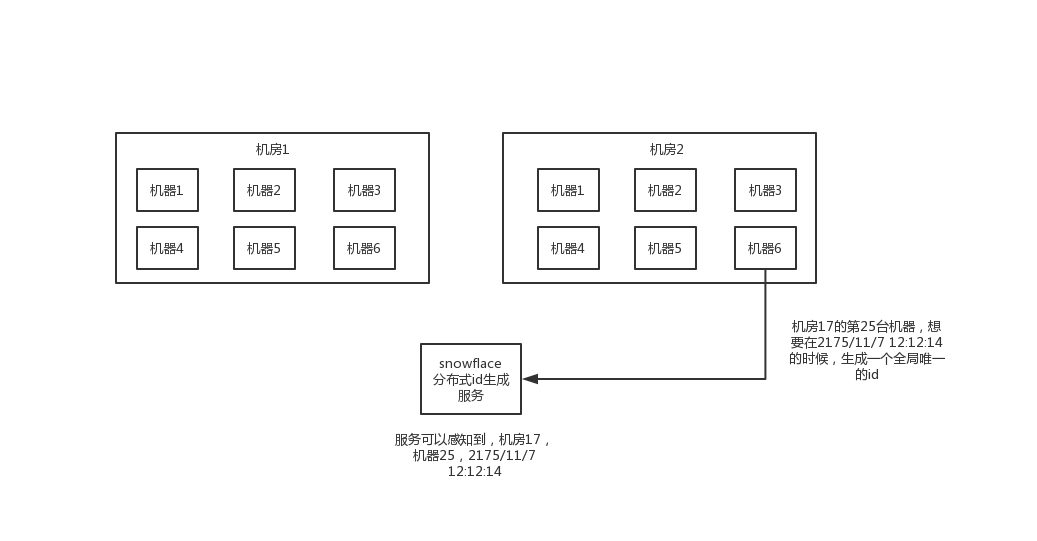 机房1
机房2
机器1
机器2
机器3
机器1
机器2
机器3
机器4
机器5
机器6
机器4
机器5
机器6
机房17的第25台机器，想
要在2175/11/7 12:12:14
的时候，生成一个全局唯一
的id
snowflace
分布式id生成
服务
服务可以感知到，机房17，
机器25，2175/11/7
12:12:14